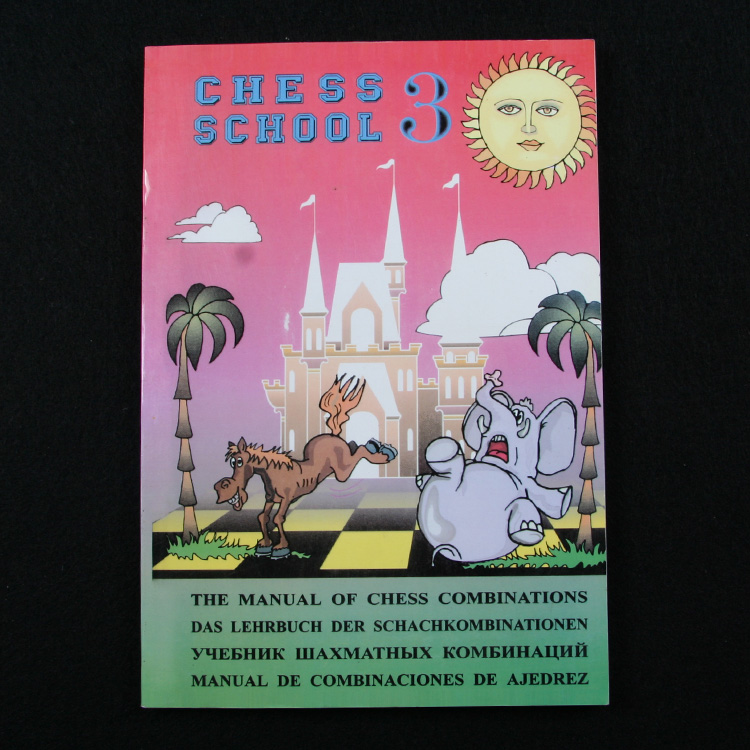 CHESS
SCHOOL 3
THE MANUAL OF CHESS COMBINATIONS
DAS LEHRBUCH DER SCHACHKOMBINATIONEN
УЧЕБНИК ШАХМАТНЫХ КОМБИНАЦИЙ
MANUAL DE COMBINACIONES DE AJEDREZ